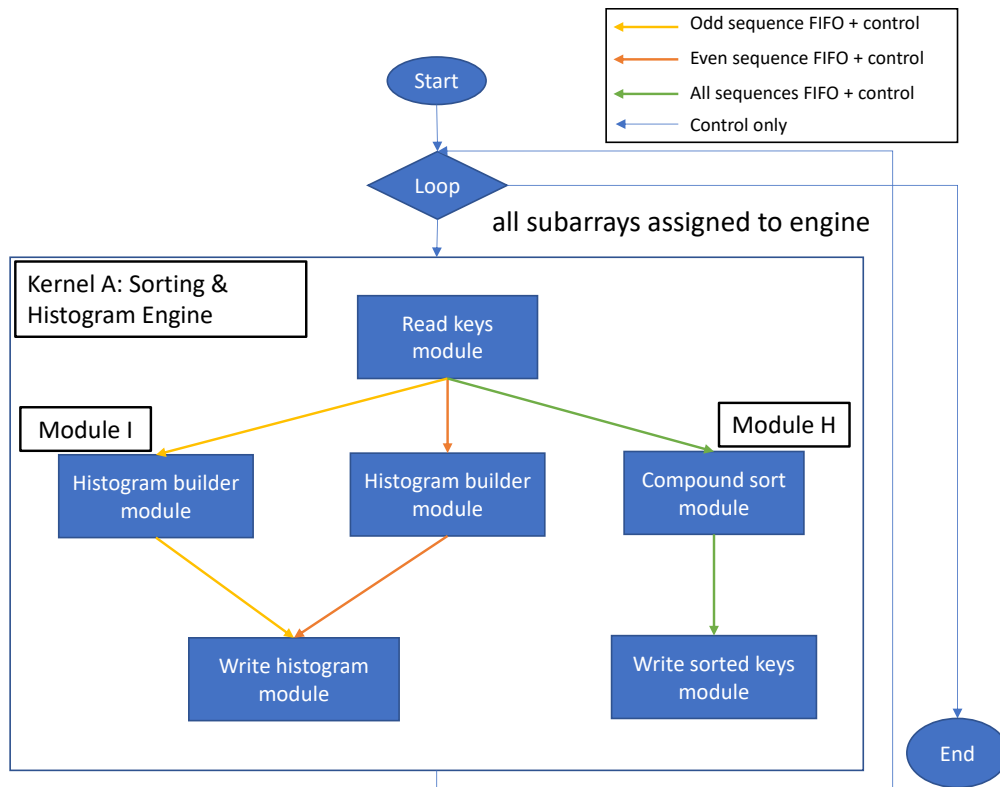 Odd sequence FIFO + control
Even sequence FIFO + control
All sequences FIFO + control
Control only
Start
Loop
all subarrays assigned to engine
Kernel A: Sorting &
Histogram Engine
Read keys
module
Module I
Module H
Histogram builder
module
Histogram builder
module
Compound sort
module
Write histogram
module
Write sorted keys
module
End